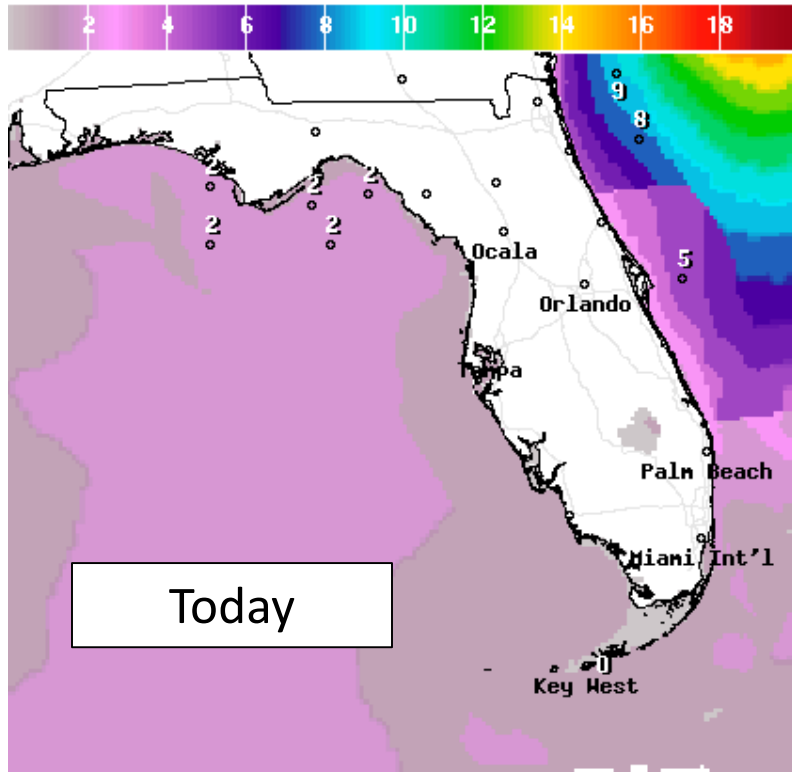 2 4 6 8 10 12 14 16 18
9
8
2 2 2
2 2
Ocala
5
Orlando
Tampa
Palm Beach
Miami Int'l
Today
0
Key West